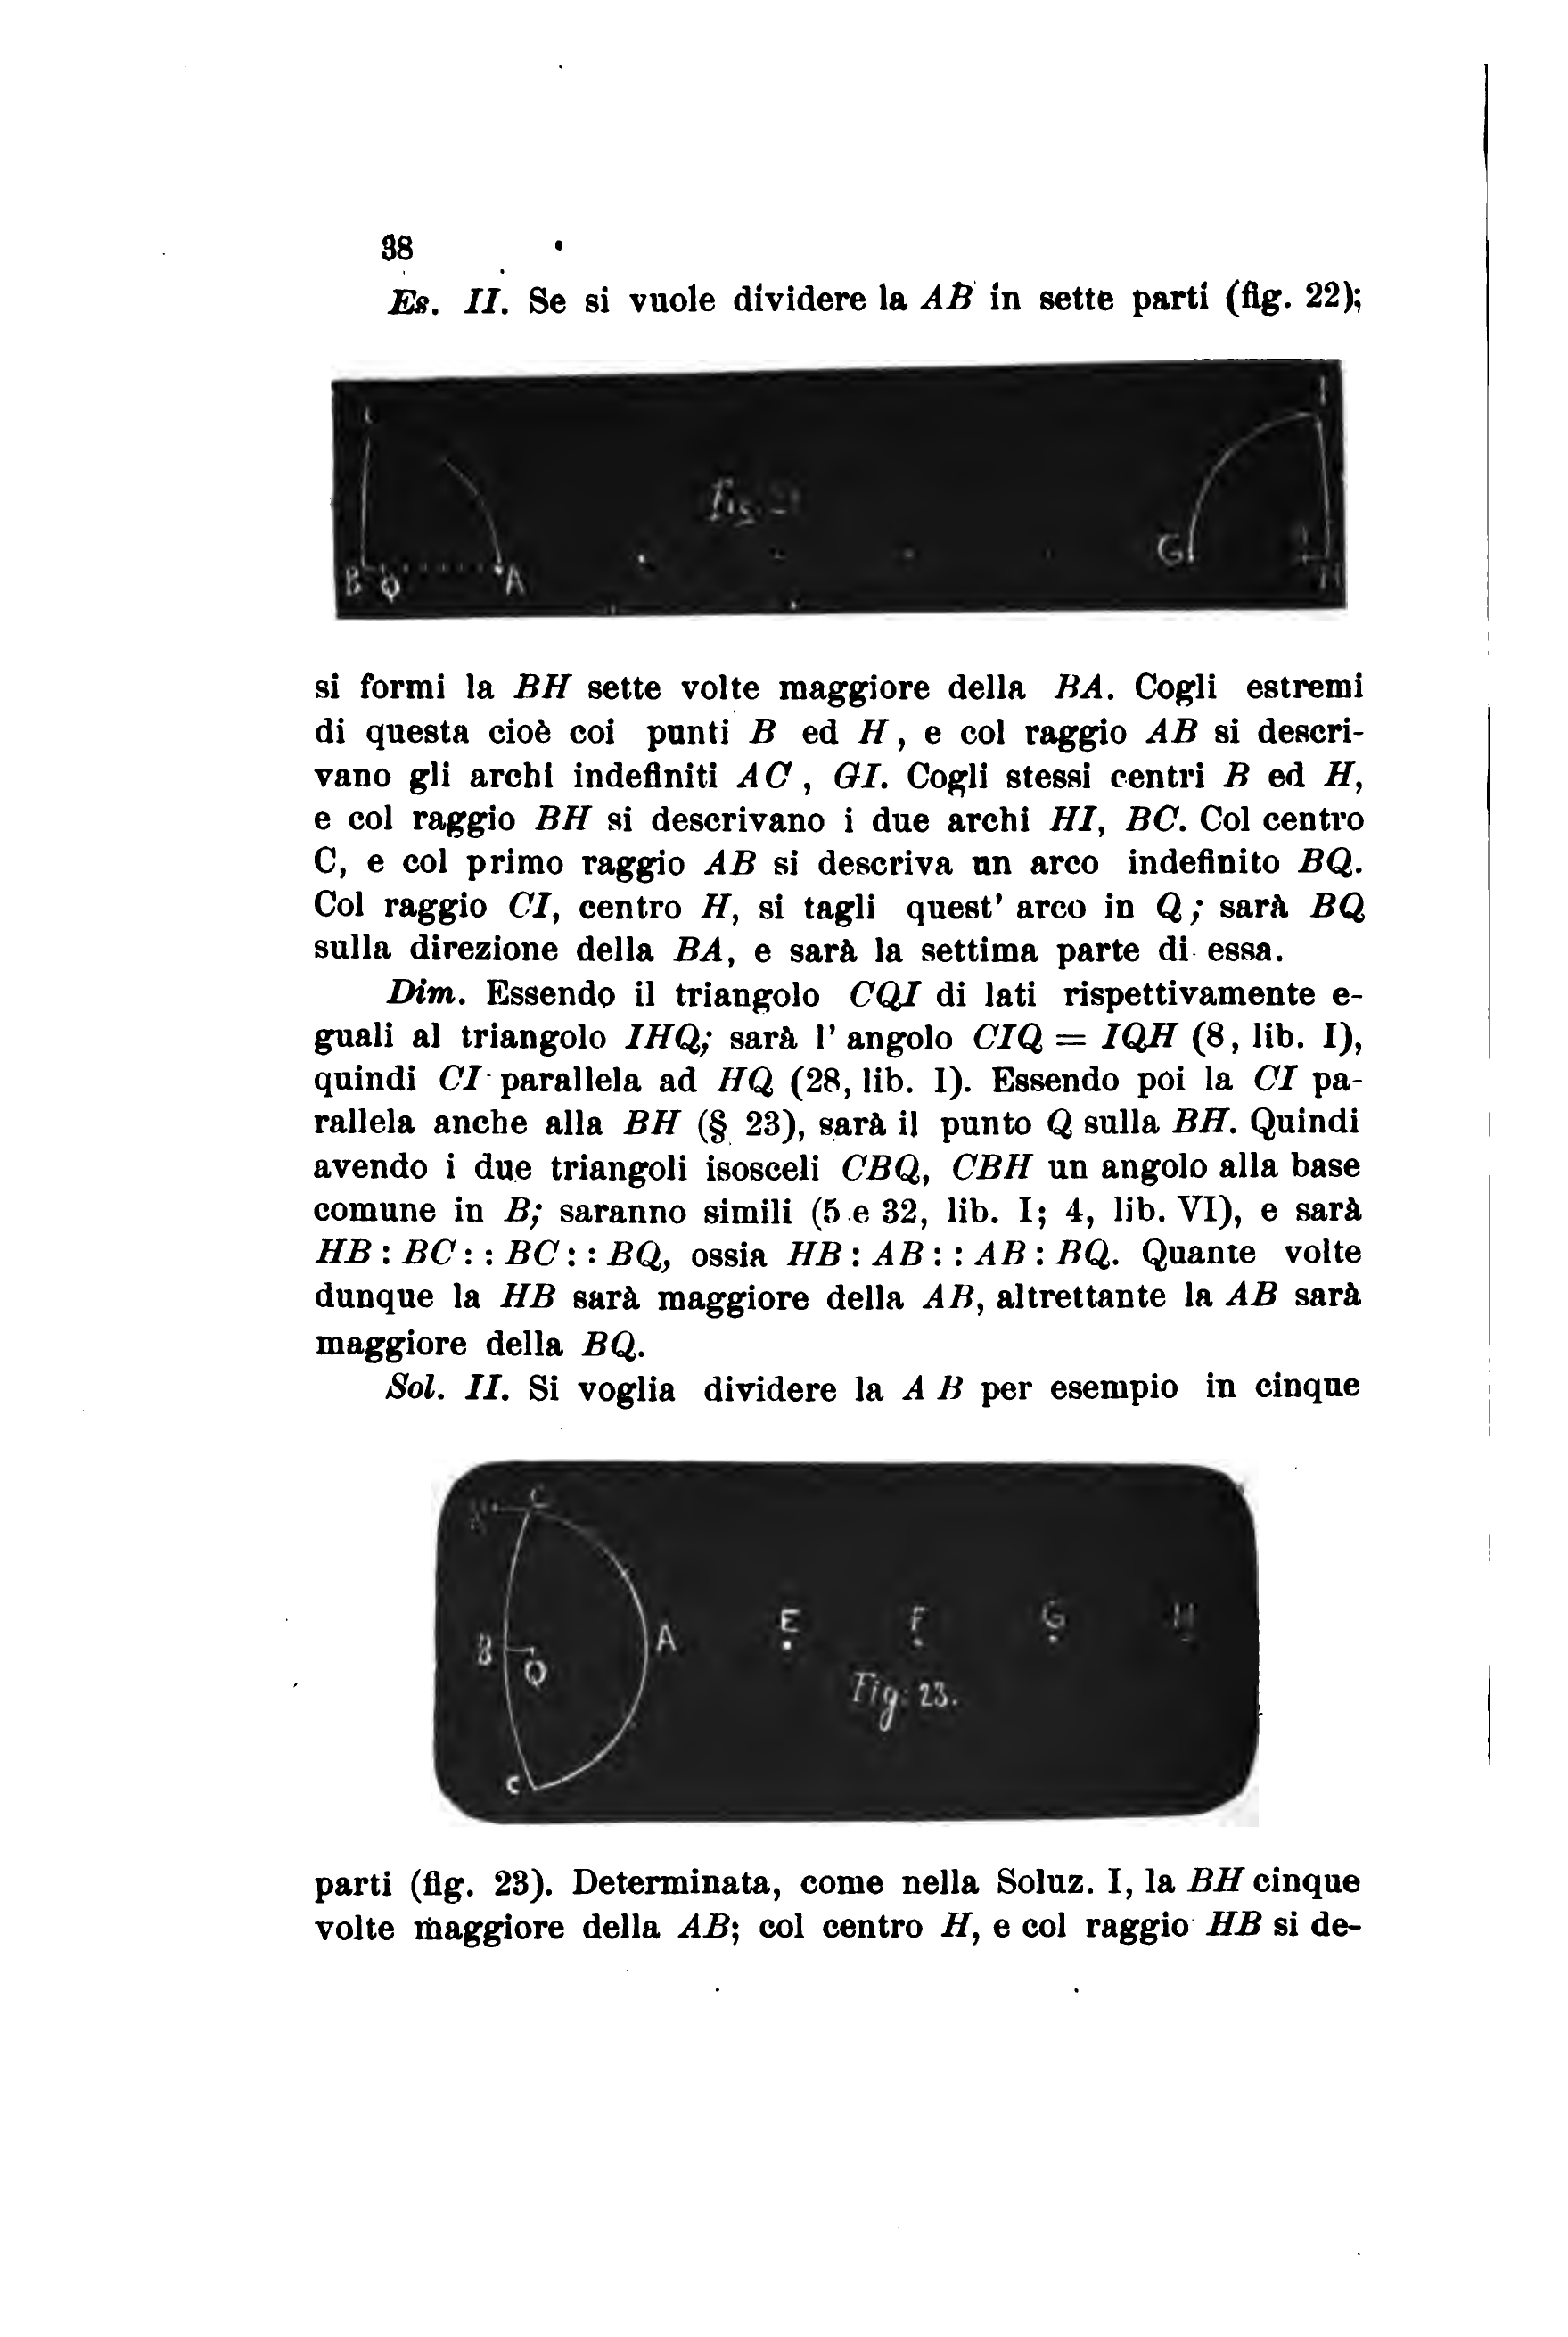 38
Es. II. Se si vuole dividere la AB in sette parti (fig. 22);
C
I
Fig.
G
B Q
A
H
si formi la BH sette volte maggiore della BA. Cogli estremi
di questa cioè coi punti B ed H, e col raggio AB si descri-
vano gli archi indefiniti AC, GI. Cogli stessi centri B ed H,
e col raggio BH si descrivano i due archi HI, BC. Col centro
C, e col primo raggio AB si descriva un arco indefinito BQ.
Col raggio CI, centro H, si tagli quest' arco in Q; sarà BQ
sulla direzione della BA, e sarà la settima parte di essa.
Dim. Essendo il triangolo CQI di lati rispettivamente e-
guali al triangolo IHQ; sarà l' angolo CIQ = IQH (8, lib. I),
quindi CI parallela ad HQ (28, lib. I). Essendo poi la CI pa-
rallela anche alla BH (§ 23), sarà il punto Q sulla BH. Quindi
avendo i due triangoli isosceli CBQ, CBH un angolo alla base
comune in B; saranno simili (5 e 32, lib. I; 4, lib. VI), e sarà
HB : BC : : BC : : BQ, ossia HB : AB : : AB : BQ. Quante volte
dunque la HB sarà maggiore della AB, altrettante la AB sarà
maggiore della BQ.
Sol. II. Si voglia dividere la A B per esempio in cinque
C
E F G H
B Q A
Fig: 23.
c
parti (fig. 23). Determinata, come nella Soluz. I, la BH cinque
volte maggiore della AB; col centro H, e col raggio HB si de-